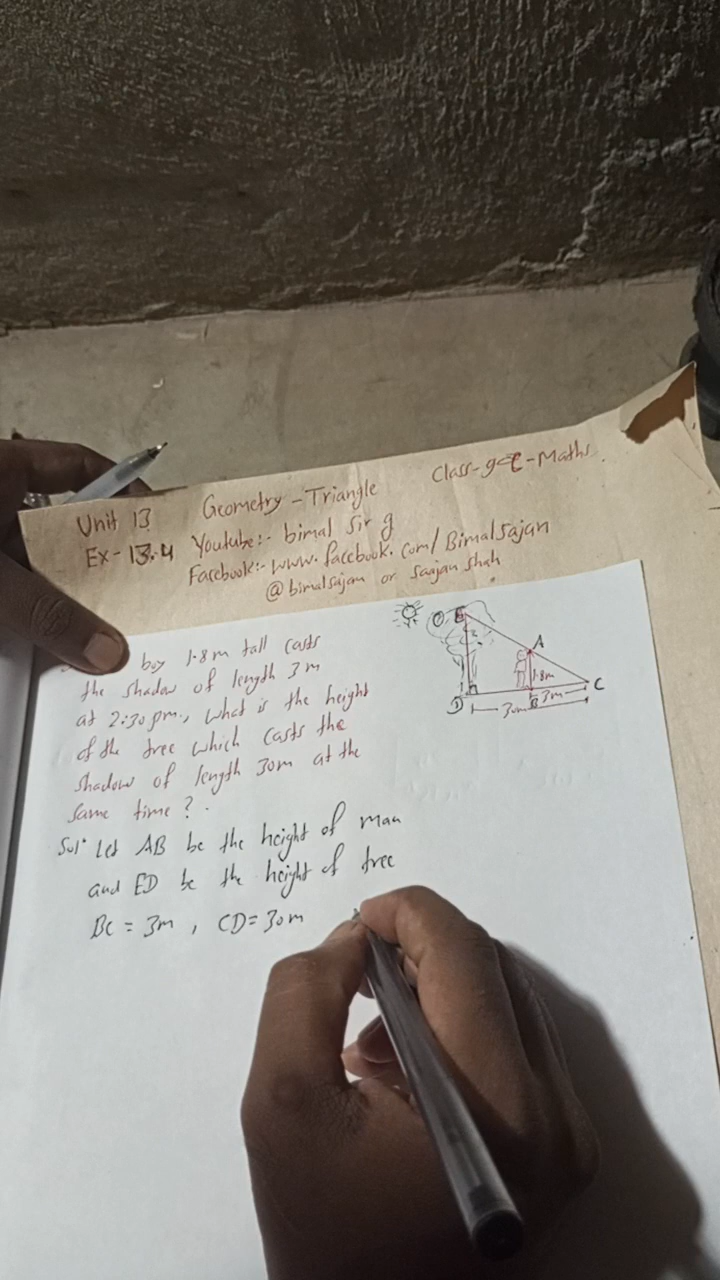 Unit 13 Geometry - Triangle Class-9 - Maths.
Ex- 13.4 Youtube:- bimal sir g
Facebook:- www.facebook.com/Bimalsajan
@bimalsajan or sanjan shah
boy 1.8m tall casts
the shadow of length 3m
at 2:30 pm, what is the height
of the tree which casts the
shadow of length 30m at the
same time?.
E
A
1.8m
D
B
3m
C
30m
Solⁿ Let AB be the height of man
and ED be the height of tree
BC = 3m, CD = 30m